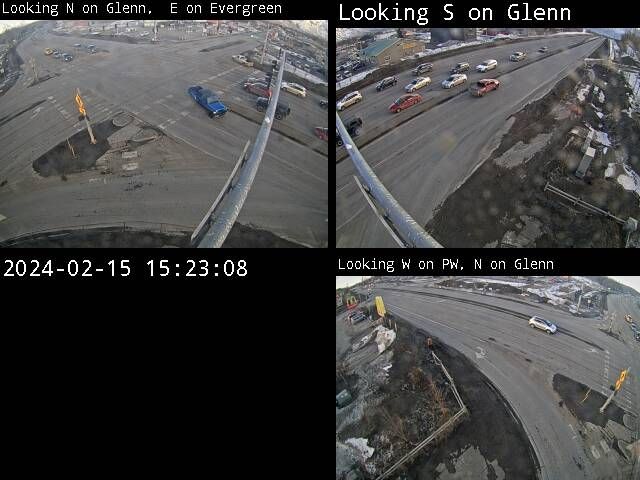 Looking N on Glenn,  E on Evergreen
Looking S on Glenn
2024-02-15 15:23:08
Looking W on PW, N on Glenn